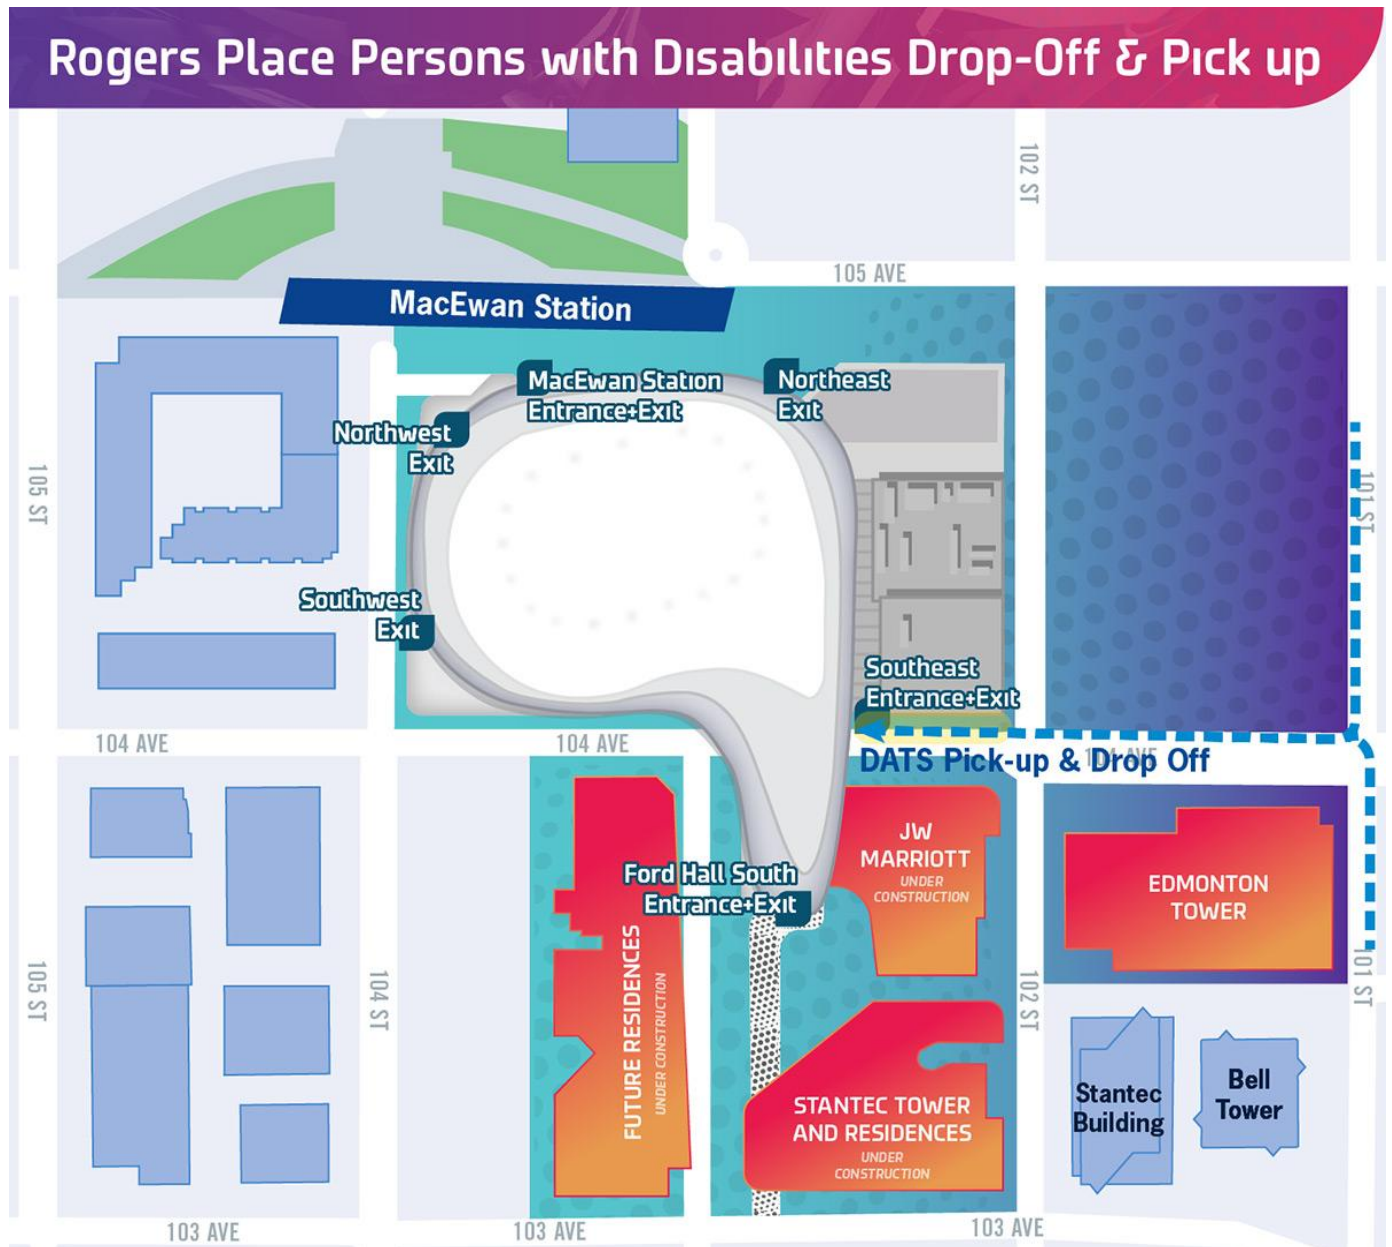 Rogers Place Persons with Disabilities Drop-Off & Pick up
102 ST
105 AVE
MacEwan Station
MacEwan Station
Entrance+Exit
Northeast
Exit
Northwest
Exit
105 ST
101 ST
Southwest
Exit
Southeast
Entrance+Exit
104 AVE
104 AVE
104 AVE
DATS Pick-up & Drop Off
JW
MARRIOTT
UNDER
CONSTRUCTION
Ford Hall South
Entrance+Exit
EDMONTON
TOWER
FUTURE RESIDENCES
UNDER CONSTRUCTION
105 ST
104 ST
102 ST
101 ST
STANTEC TOWER
AND RESIDENCES
UNDER
CONSTRUCTION
Stantec
Building
Bell
Tower
103 AVE
103 AVE
103 AVE